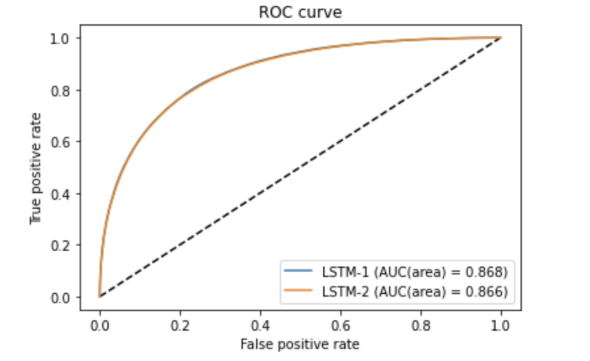 ROC curve
1.0
0.8
0.6
0.4
0.2
0.0
True positive rate
LSTM-1 (AUC(area) = 0.868)
LSTM-2 (AUC(area) = 0.866)
0.0 0.2 0.4 0.6 0.8 1.0
False positive rate